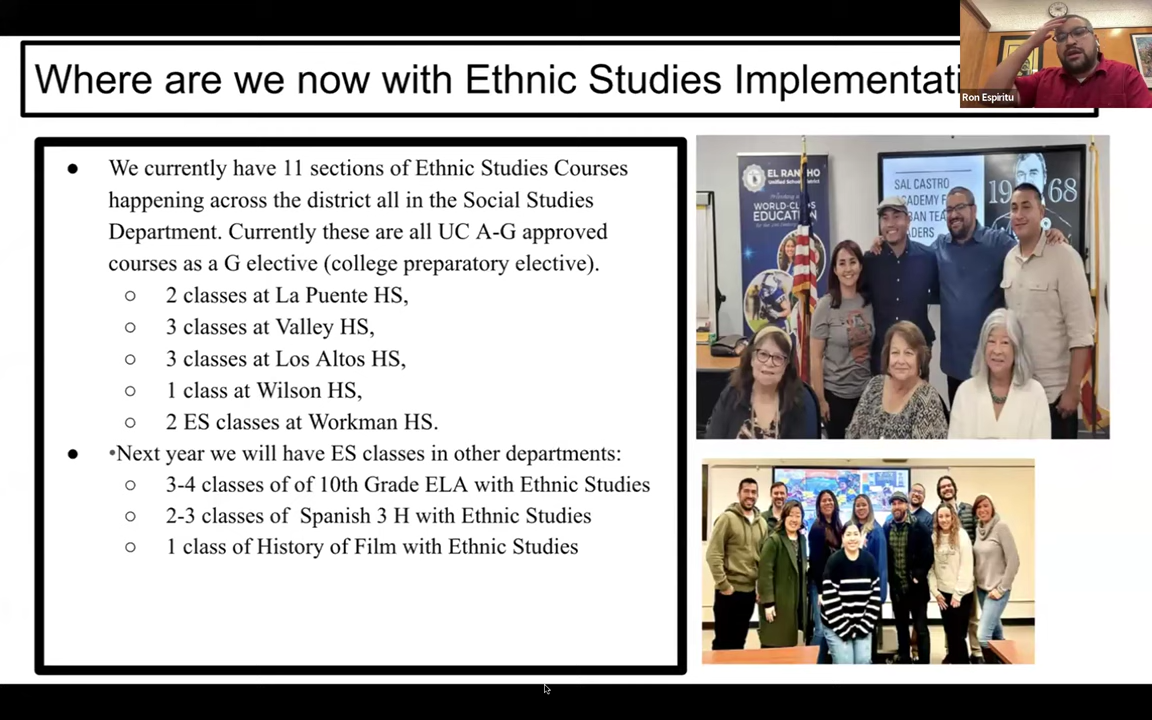 Where are we now with Ethnic Studies Implementati
Ron Espiritu
● We currently have 11 sections of Ethnic Studies Courses
happening across the district all in the Social Studies
Department. Currently these are all UC A-G approved
courses as a G elective (college preparatory elective).
○ 2 classes at La Puente HS,
○ 3 classes at Valley HS,
○ 3 classes at Los Altos HS,
○ 1 class at Wilson HS,
○ 2 ES classes at Workman HS.
● •Next year we will have ES classes in other departments:
○ 3-4 classes of of 10th Grade ELA with Ethnic Studies
○ 2-3 classes of  Spanish 3 H with Ethnic Studies
○ 1 class of History of Film with Ethnic Studies
EL RANCHO
Unified School District
WORLD-CLASS
EDUCATION
SAL CASTRO
ACADEMY F
BAN TEA
ADERS
19 68